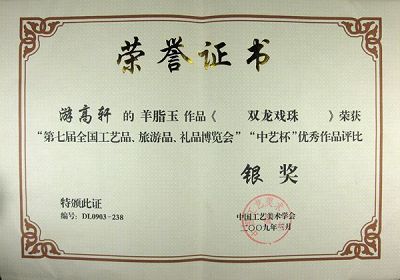 荣誉证书
游高轩 的 羊脂玉 作品《 双龙戏珠 》荣获
“第七届全国工艺品、旅游品、礼品博览会”“中艺杯”优秀作品评比
银奖
特颁此证
编号: DL0903-238
中国工艺美术学会
二〇〇九年 月